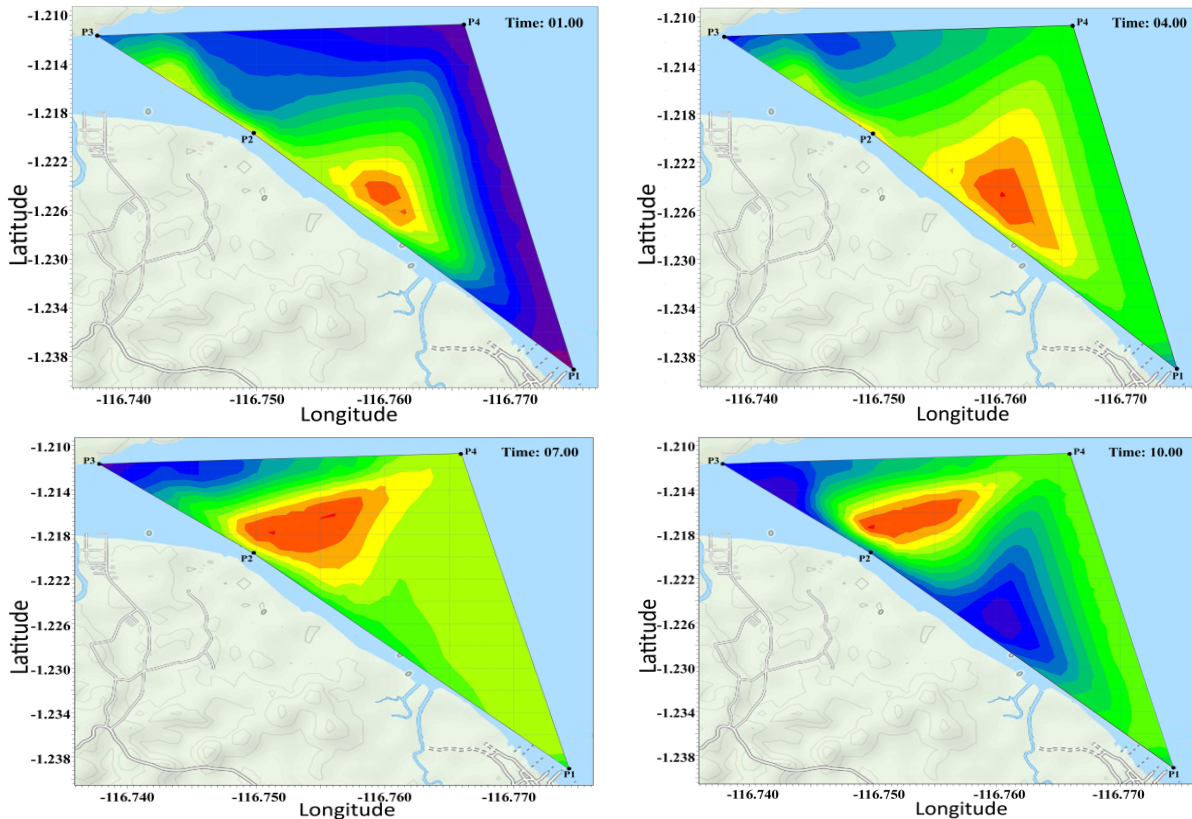 Time: 01.00
-1.210
-1.214
-1.218
-1.222
-1.226
-1.230
-1.234
-1.238
Latitude
P3
P4
P2
P1
-116.740
-116.750
-116.760
-116.770
Longitude
Time: 04.00
-1.210
-1.214
-1.218
-1.222
-1.226
-1.230
-1.234
-1.238
Latitude
P3
P4
P2
P1
-116.740
-116.750
-116.760
-116.770
Longitude
Time: 07.00
-1.210
-1.214
-1.218
-1.222
-1.226
-1.230
-1.234
-1.238
Latitude
P3
P4
P2
P1
-116.740
-116.750
-116.760
-116.770
Longitude
Time: 10.00
-1.210
-1.214
-1.218
-1.222
-1.226
-1.230
-1.234
-1.238
Latitude
P3
P4
P2
P1
-116.740
-116.750
-116.760
-116.770
Longitude